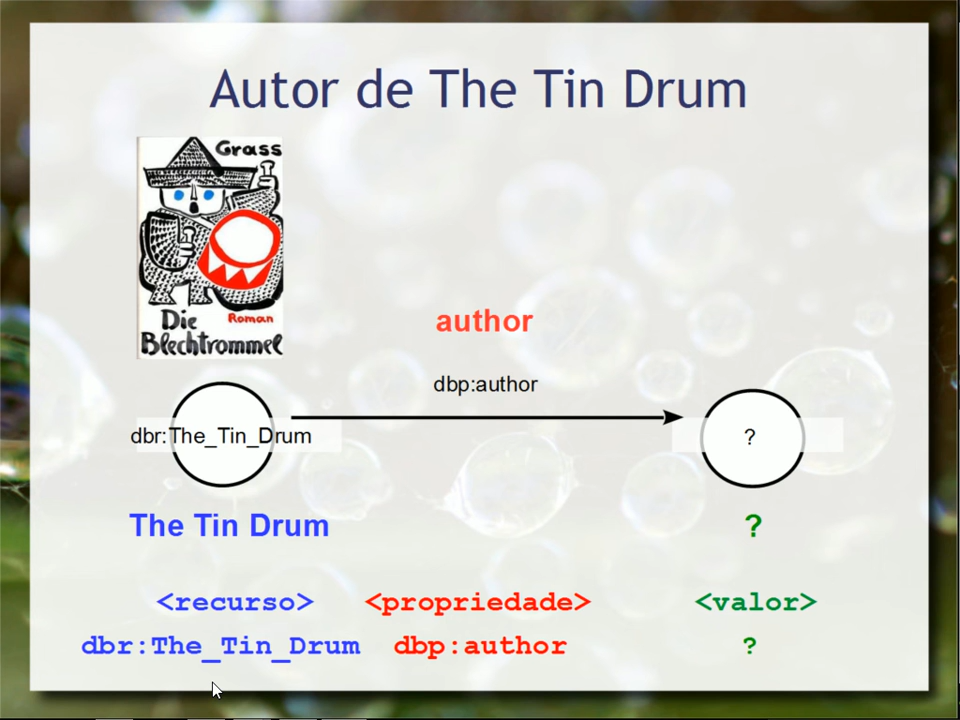 Autor de The Tin Drum
Grass
Die
Roman
Blechtrommel
author
dbp:author
dbr:The_Tin_Drum
?
The Tin Drum
?
<recurso> <propriedade> <valor>
dbr:The_Tin_Drum dbp:author ?